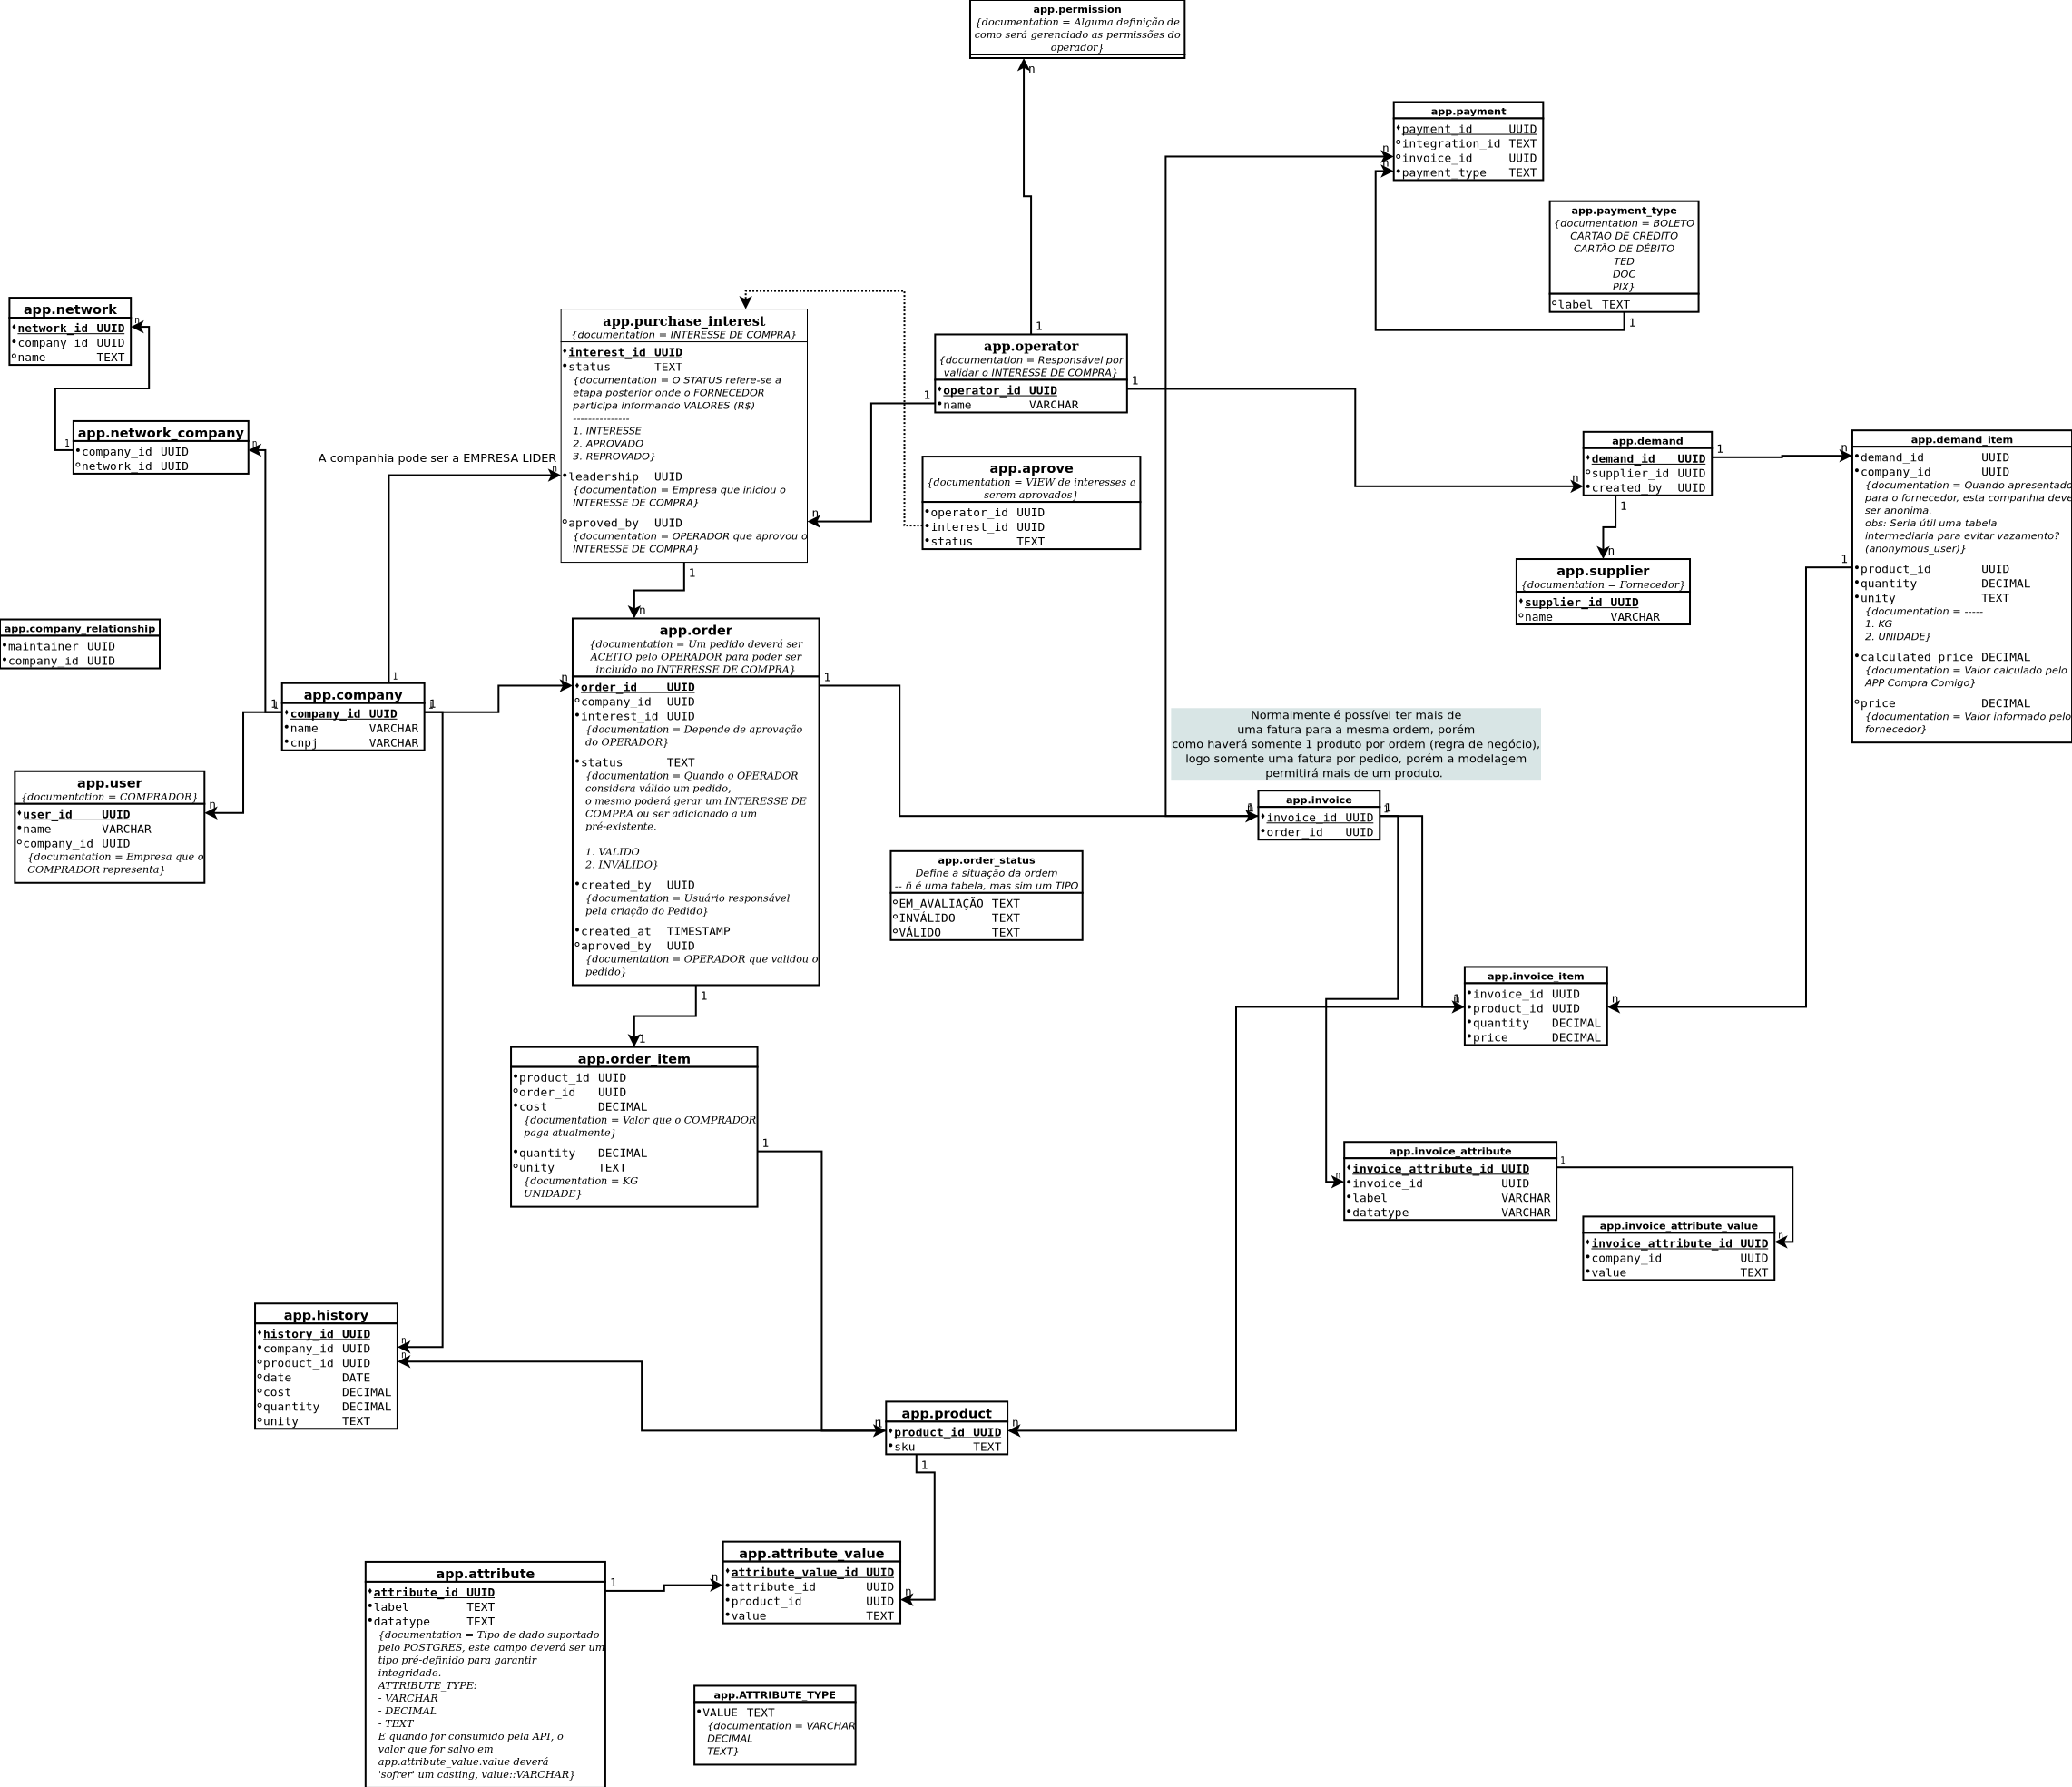 app.permission
{documentation = Alguma definição de
como será gerenciado as permissões do
operador}
n
app.payment
payment_id UUID
integration_id TEXT
invoice_id UUID
payment_type TEXT
n
n
app.payment_type
{documentation = BOLETO
CARTÃO DE CRÉDITO
CARTÃO DE DÉBITO
TED
DOC
PIX}
label TEXT
1
app.network
network_id UUID
company_id UUID
name TEXT
n
app.network_company
company_id UUID
network_id UUID
1
n
app.purchase_interest
{documentation = INTERESSE DE COMPRA}
interest_id UUID
status TEXT
{documentation = O STATUS refere-se a
etapa posterior onde o FORNECEDOR
participa informando VALORES (R$)
---------------
1. INTERESSE
2. APROVADO
3. REPROVADO}
leadership UUID
{documentation = Empresa que iniciou o
INTERESSE DE COMPRA}
aproved_by UUID
{documentation = OPERADOR que aprovou o
INTERESSE DE COMPRA}
A companhia pode ser a EMPRESA LIDER
n
n
1
app.operator
{documentation = Responsável por
validar o INTERESSE DE COMPRA}
operator_id UUID
name VARCHAR
1
1
1
app.aprove
{documentation = VIEW de interesses a
serem aprovados}
operator_id UUID
interest_id UUID
status TEXT
app.demand
demand_id UUID
supplier_id UUID
created_by UUID
n
1
1
app.supplier
{documentation = Fornecedor}
supplier_id UUID
name VARCHAR
n
app.demand_item
demand_id UUID
company_id UUID
{documentation = Quando apresentado
para o fornecedor, esta companhia deve
ser anonima.
obs: Seria útil uma tabela
intermediaria para evitar vazamento?
(anonymous_user)}
product_id UUID
quantity DECIMAL
unity TEXT
{documentation = -----
1. KG
2. UNIDADE}
calculated_price DECIMAL
{documentation = Valor calculado pelo
APP Compra Comigo}
price DECIMAL
{documentation = Valor informado pelo
fornecedor}
n
1
app.company_relationship
maintainer UUID
company_id UUID
app.company
company_id UUID
name VARCHAR
cnpj VARCHAR
1
1
1
1
1
app.user
{documentation = COMPRADOR}
user_id UUID
name VARCHAR
company_id UUID
{documentation = Empresa que o
COMPRADOR representa}
n
app.order
{documentation = Um pedido deverá ser
ACEITO pelo OPERADOR para poder ser
incluído no INTERESSE DE COMPRA}
order_id UUID
company_id UUID
interest_id UUID
{documentation = Depende de aprovação
do OPERADOR}
status TEXT
{documentation = Quando o OPERADOR
considera válido um pedido,
o mesmo poderá gerar um INTERESSE DE
COMPRA ou ser adicionado a um
pré-existente.
-------------
1. VALIDO
2. INVÁLIDO}
created_by UUID
{documentation = Usuário responsável
pela criação do Pedido}
created_at TIMESTAMP
aproved_by UUID
{documentation = OPERADOR que validou o
pedido}
n
n
1
1
Normalmente é possível ter mais de
uma fatura para a mesma ordem, porém
como haverá somente 1 produto por ordem (regra de negócio),
logo somente uma fatura por pedido, porém a modelagem
permitirá mais de um produto.
app.invoice
invoice_id UUID
order_id UUID
n
1
1
1
app.order_status
Define a situação da ordem
-- ñ é uma tabela, mas sim um TIPO
EM_AVALIAÇÃO TEXT
INVÁLIDO TEXT
VÁLIDO TEXT
app.invoice_item
invoice_id UUID
product_id UUID
quantity DECIMAL
price DECIMAL
n
1
n
app.order_item
product_id UUID
order_id UUID
cost DECIMAL
{documentation = Valor que o COMPRADOR
paga atualmente}
quantity DECIMAL
unity TEXT
{documentation = KG
UNIDADE}
1
1
app.invoice_attribute
invoice_attribute_id UUID
invoice_id UUID
label VARCHAR
datatype VARCHAR
n
1
app.invoice_attribute_value
invoice_attribute_id UUID
company_id UUID
value TEXT
n
app.history
history_id UUID
company_id UUID
product_id UUID
date DATE
cost DECIMAL
quantity DECIMAL
unity TEXT
n
n
app.product
product_id UUID
sku TEXT
n
n
1
app.attribute
attribute_id UUID
label TEXT
datatype TEXT
{documentation = Tipo de dado suportado
pelo POSTGRES, este campo deverá ser um
tipo pré-definido para garantir
integridade.
ATTRIBUTE_TYPE:
- VARCHAR
- DECIMAL
- TEXT
E quando for consumido pela API, o
valor que for salvo em
app.attribute_value.value deverá
'sofrer' um casting, value::VARCHAR}
1
app.attribute_value
attribute_value_id UUID
attribute_id UUID
product_id UUID
value TEXT
n
n
app.ATTRIBUTE_TYPE
VALUE TEXT
{documentation = VARCHAR
DECIMAL
TEXT}